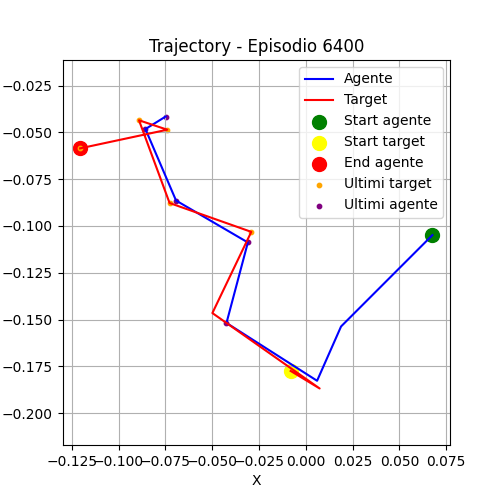 Trajectory - Episodio 6400
Agente
Target
Start agente
Start target
End agente
Ultimi target
Ultimi agente
−0.025
−0.050
−0.075
−0.100
−0.125
−0.150
−0.175
−0.200
−0.125 −0.100 −0.075 −0.050 −0.025 0.000 0.025 0.050 0.075
X